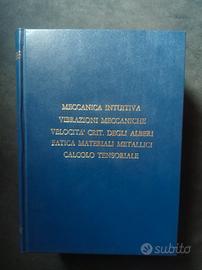 MECCANICA INTUITIVA
VIBRAZIONI MECCANICHE
VELOCITA' CRIT. DEGLI ALBERI
FATICA MATERIALI METALLICI
CALCOLO TENSORIALE
subito